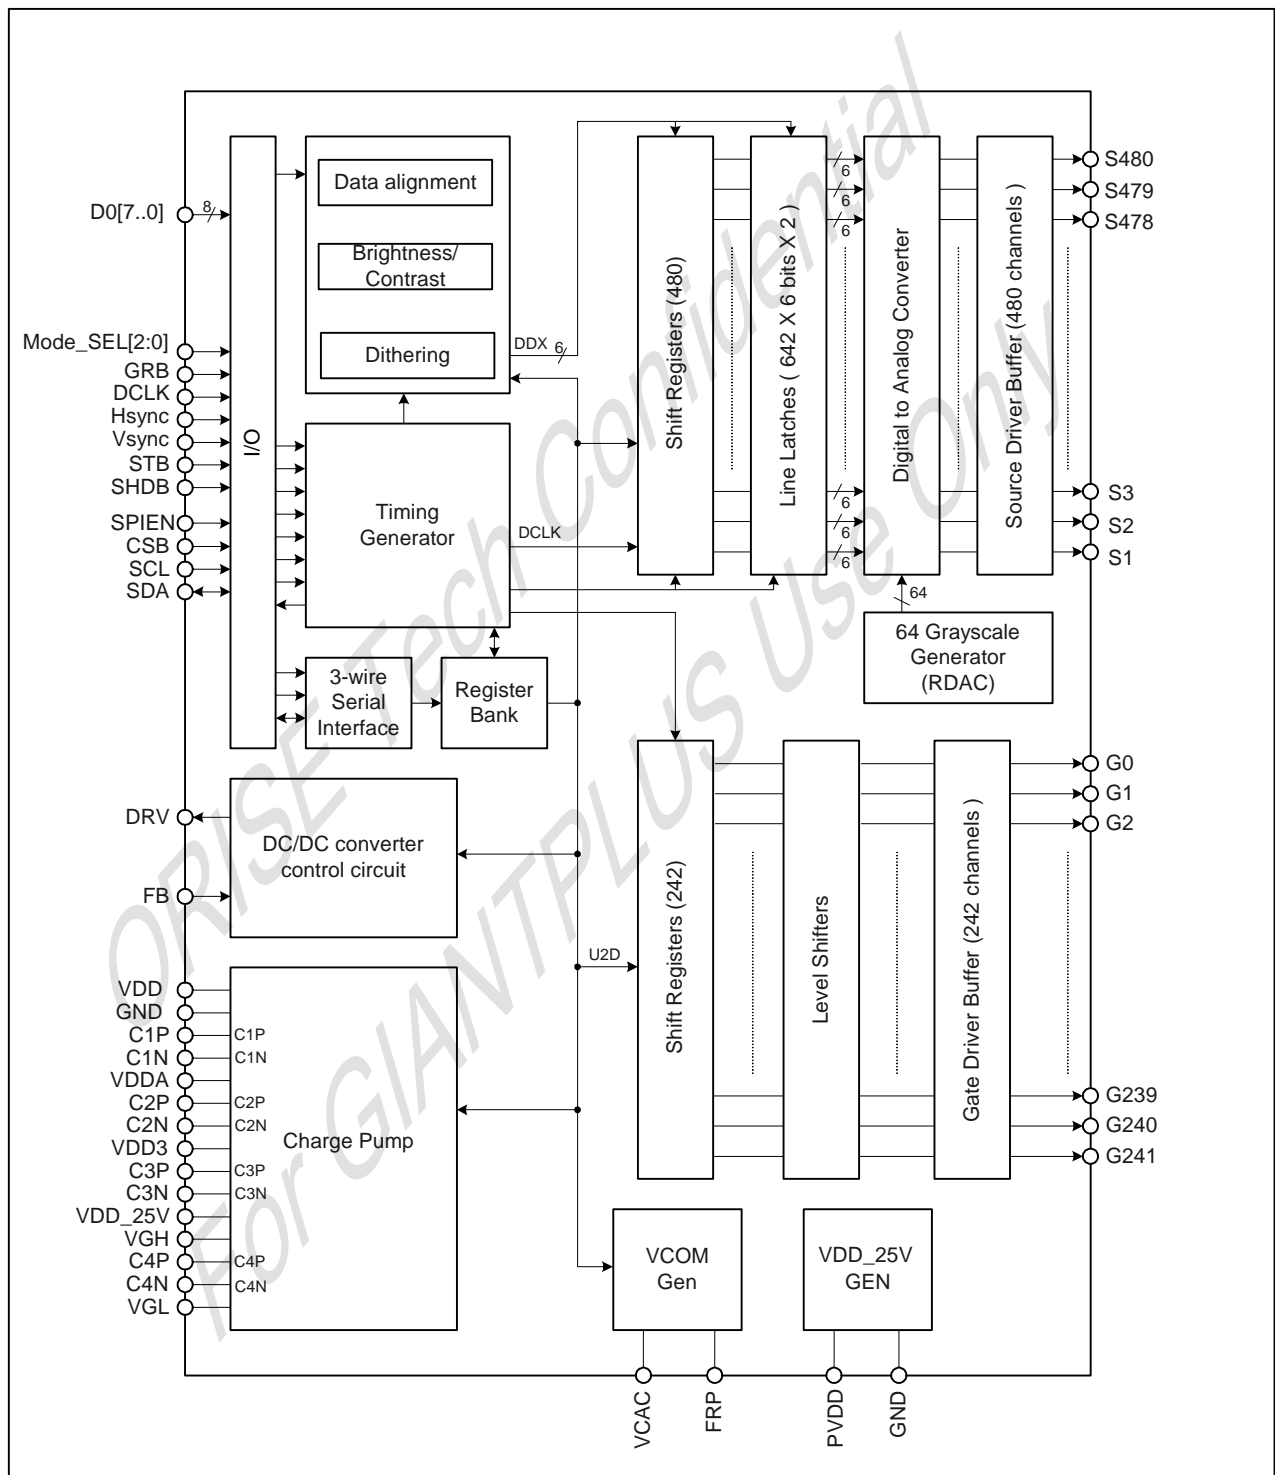 D0[7..0]
8
Mode_SEL[2:0]
GRB
DCLK
Hsync
Vsync
STB
SHDB
SPIEN
CSB
SCL
SDA
I/O
Data alignment
Brightness/
Contrast
Dithering
DDX 6
Timing
Generator
DCLK
3-wire
Serial
Interface
Register
Bank
Shift Registers (480)
Line Latches ( 642 X 6 bits X 2 )
6
6
6
6
6
6
Digital to Analog Converter
Source Driver Buffer (480 channels )
S480
S479
S478
S3
S2
S1
64
64 Grayscale
Generator
(RDAC)
DRV
FB
DC/DC converter
control circuit
U2D
Shift Registers (242)
Level Shifters
Gate Driver Buffer (242 channels )
G0
G1
G2
G239
G240
G241
VDD
GND
C1P
C1N
VDDA
C2P
C2N
VDD3
C3P
C3N
VDD_25V
VGH
C4P
C4N
VGL
C1P
C1N
C2P
C2N
C3P
C3N
C4P
C4N
Charge Pump
VCOM
Gen
VDD_25V
GEN
VCAC
FRP
PVDD
GND
ORISE Tech Confidential
For GIANTPLUS Use Only